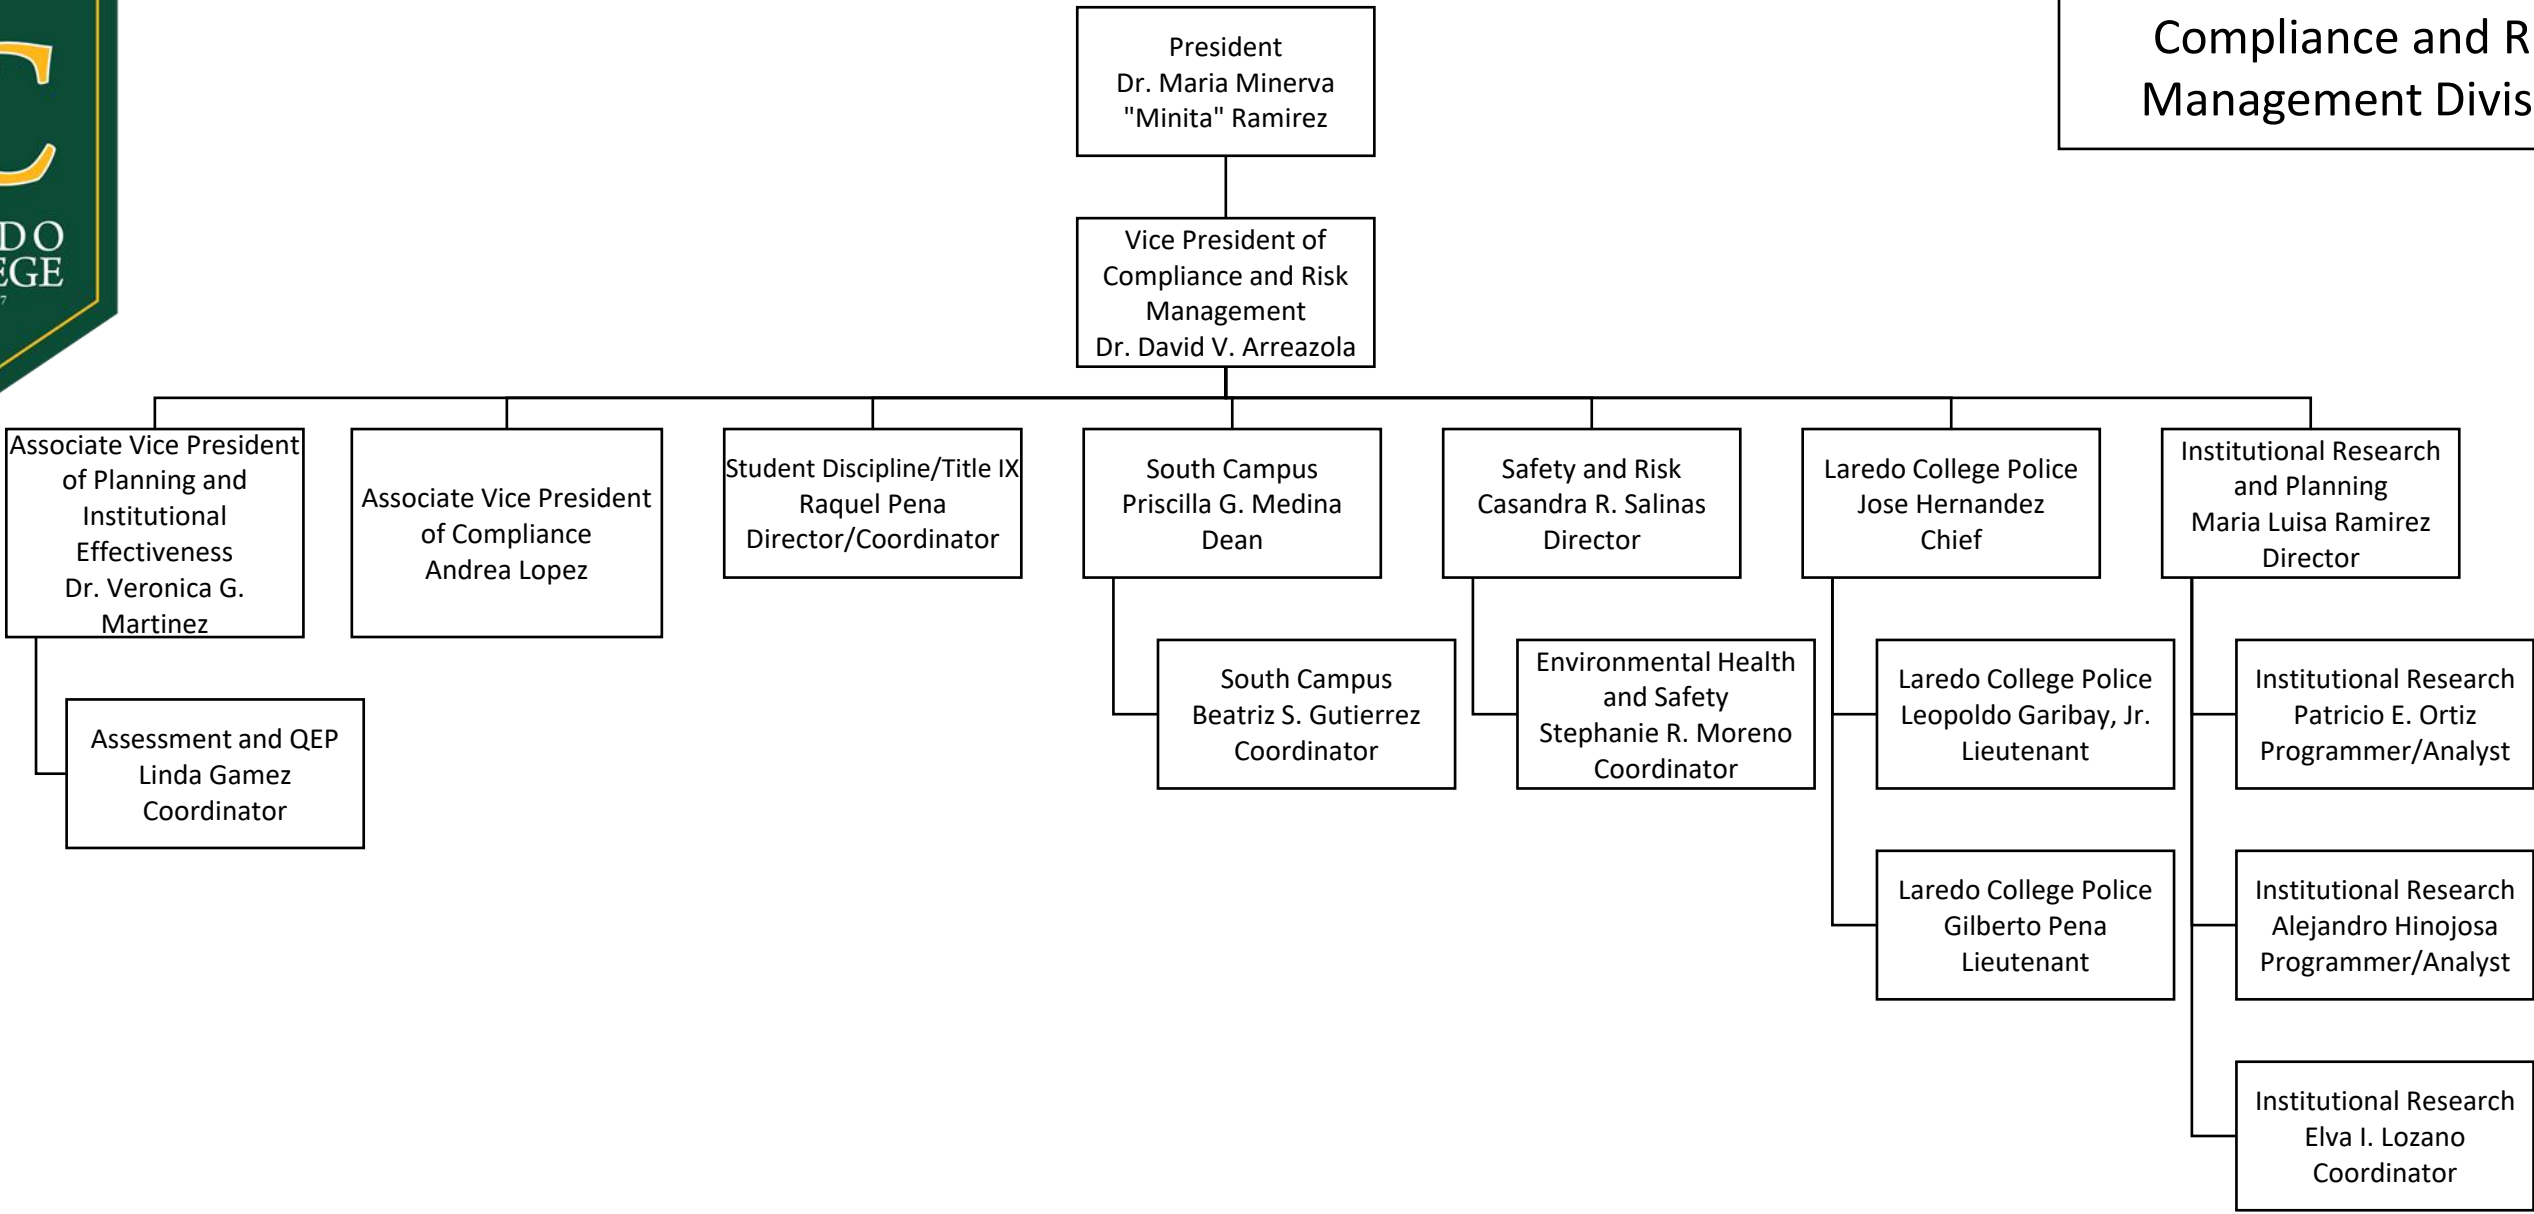 C
President
Dr. Maria Minerva
"Minita" Ramirez
Compliance and R
Management Divis
DO
EGE
7
Vice President of
Compliance and Risk
Management
Dr. David V. Arreazola
Associate Vice President
of Planning and
Institutional
Effectiveness
Dr. Veronica G.
Martinez
Associate Vice President
of Compliance
Andrea Lopez
Student Discipline/Title IX
Raquel Pena
Director/Coordinator
South Campus
Priscilla G. Medina
Dean
Safety and Risk
Casandra R. Salinas
Director
Laredo College Police
Jose Hernandez
Chief
Institutional Research
and Planning
Maria Luisa Ramirez
Director
Assessment and QEP
Linda Gamez
Coordinator
South Campus
Beatriz S. Gutierrez
Coordinator
Environmental Health
and Safety
Stephanie R. Moreno
Coordinator
Laredo College Police
Leopoldo Garibay, Jr.
Lieutenant
Institutional Research
Patricio E. Ortiz
Programmer/Analyst
Laredo College Police
Gilberto Pena
Lieutenant
Institutional Research
Alejandro Hinojosa
Programmer/Analyst
Institutional Research
Elva I. Lozano
Coordinator